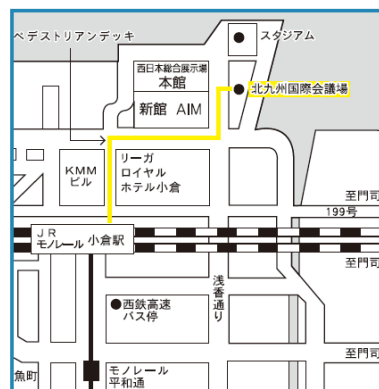 ペデストリアンデッキ
スタジアム
西日本総合展示場
本館
新館 AIM
北九州国際会議場
KMM
ビル
リーガ
ロイヤル
ホテル小倉
至門司
199号
JR
モノレール 小倉駅
至門司
西鉄高速
バス停
浅香通り
至門司
魚町
モノレール
平和通